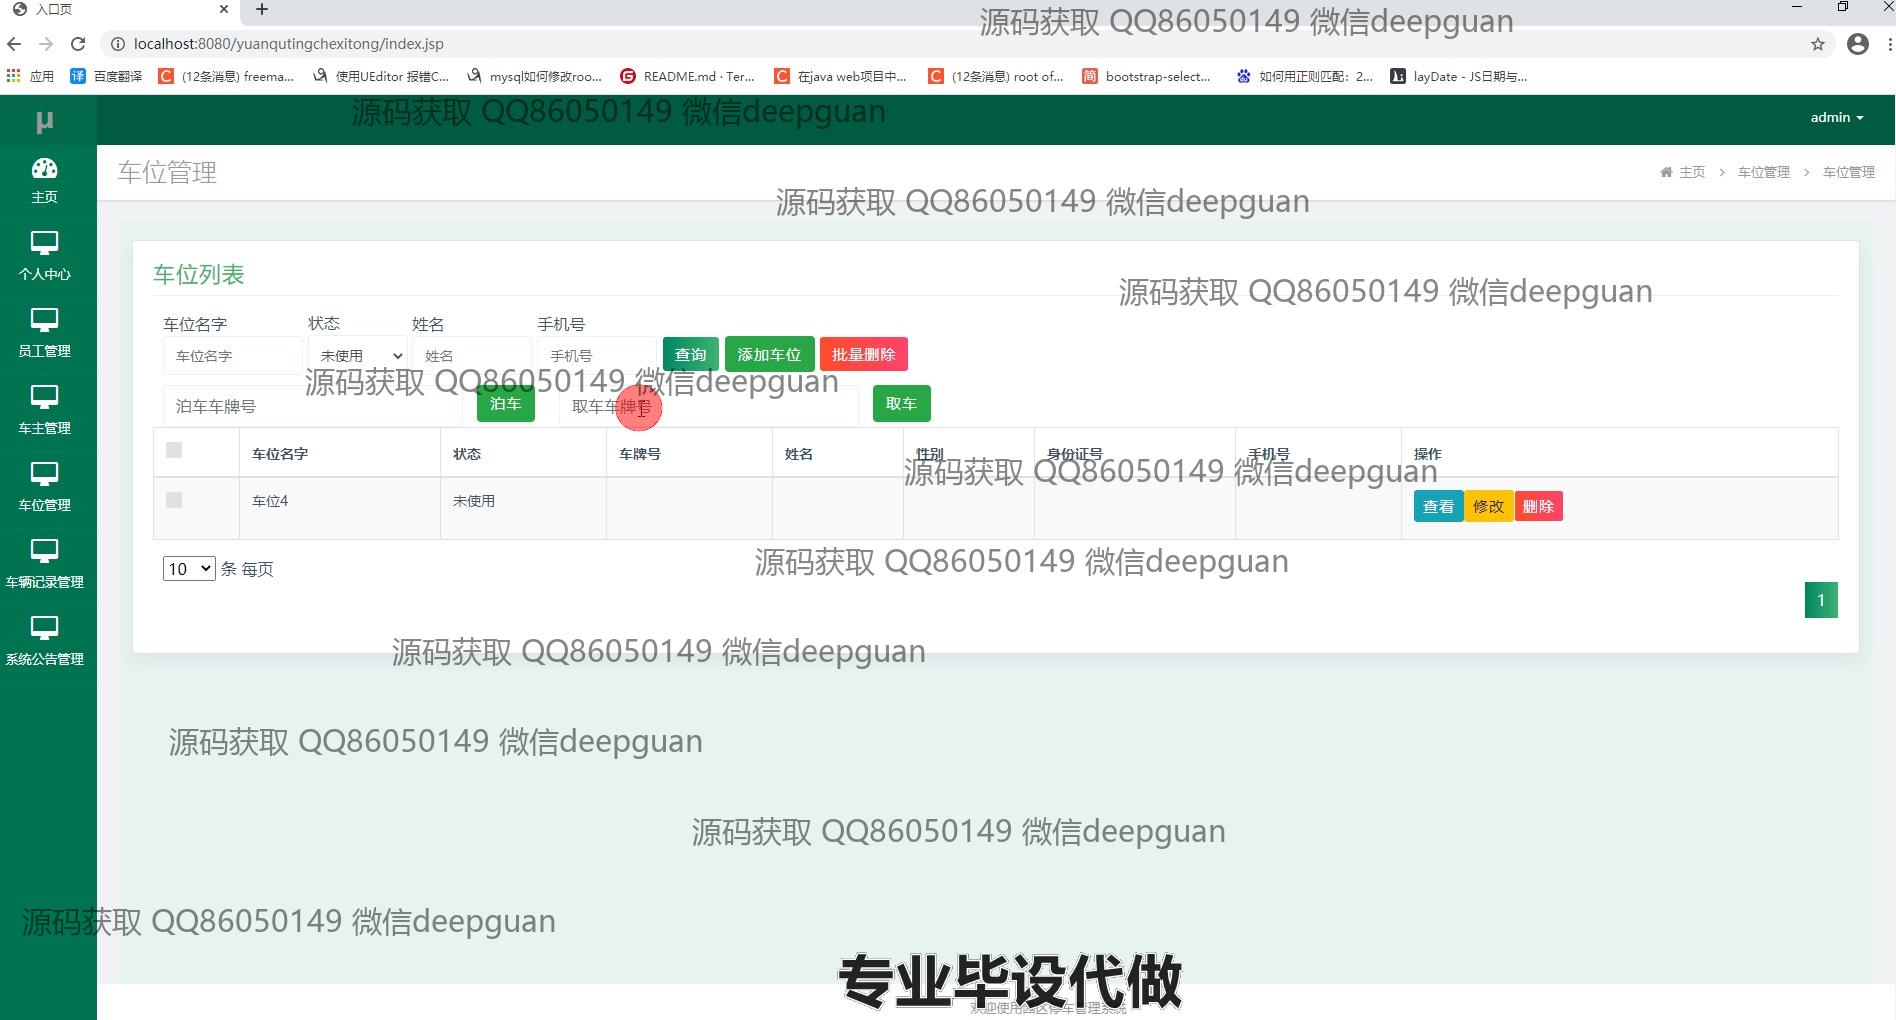 入口页
源码获取 QQ86050149 微信deepguan
localhost:8080/yuanqutingchexitong/index.jsp
应用 译 百度翻译 (12条消息) freema... 使用UEditor 报错C... mysql如何修改roo... README.md · Ter... 在java web项目中... (12条消息) root of... 简 bootstrap-select... 如何用正则匹配：2... layDate - JS日期与...
源码获取 QQ86050149 微信deepguan
μ
admin
主页
车位管理
主页 > 车位管理 > 车位管理
源码获取 QQ86050149 微信deepguan
个人中心
车位列表
源码获取 QQ86050149 微信deepguan
车位名字 状态 姓名 手机号
员工管理
车位名字 未使用 姓名 手机号 查询 添加车位 批量删除
源码获取 QQ86050149 微信deepguan
泊车车牌号 泊车 取车车牌号 取车
车主管理
车位名字 状态 车牌号 姓名 性别 身份证号 手机号 操作
源码获取 QQ86050149 微信deepguan
车位4 未使用 查看 修改 删除
车位管理
源码获取 QQ86050149 微信deepguan
10 条 每页
车辆记录管理
1
源码获取 QQ86050149 微信deepguan
系统公告管理
源码获取 QQ86050149 微信deepguan
源码获取 QQ86050149 微信deepguan
源码获取 QQ86050149 微信deepguan
专业毕设代做
欢迎使用园区停车管理系统